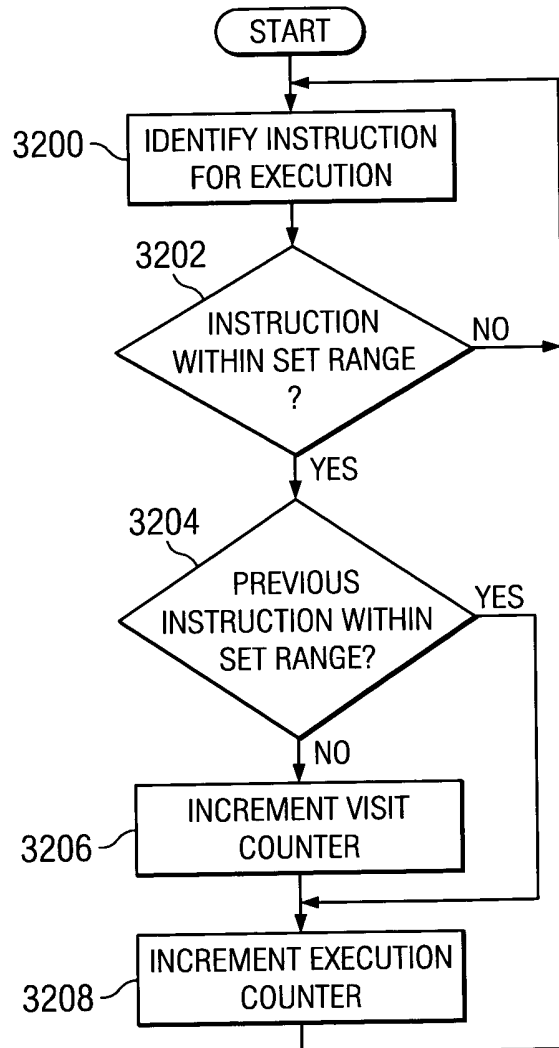 START
3200
IDENTIFY INSTRUCTION
FOR EXECUTION
3202
INSTRUCTION
WITHIN SET RANGE
?
NO
YES
3204
PREVIOUS
INSTRUCTION WITHIN
SET RANGE?
YES
NO
3206
INCREMENT VISIT
COUNTER
3208
INCREMENT EXECUTION
COUNTER